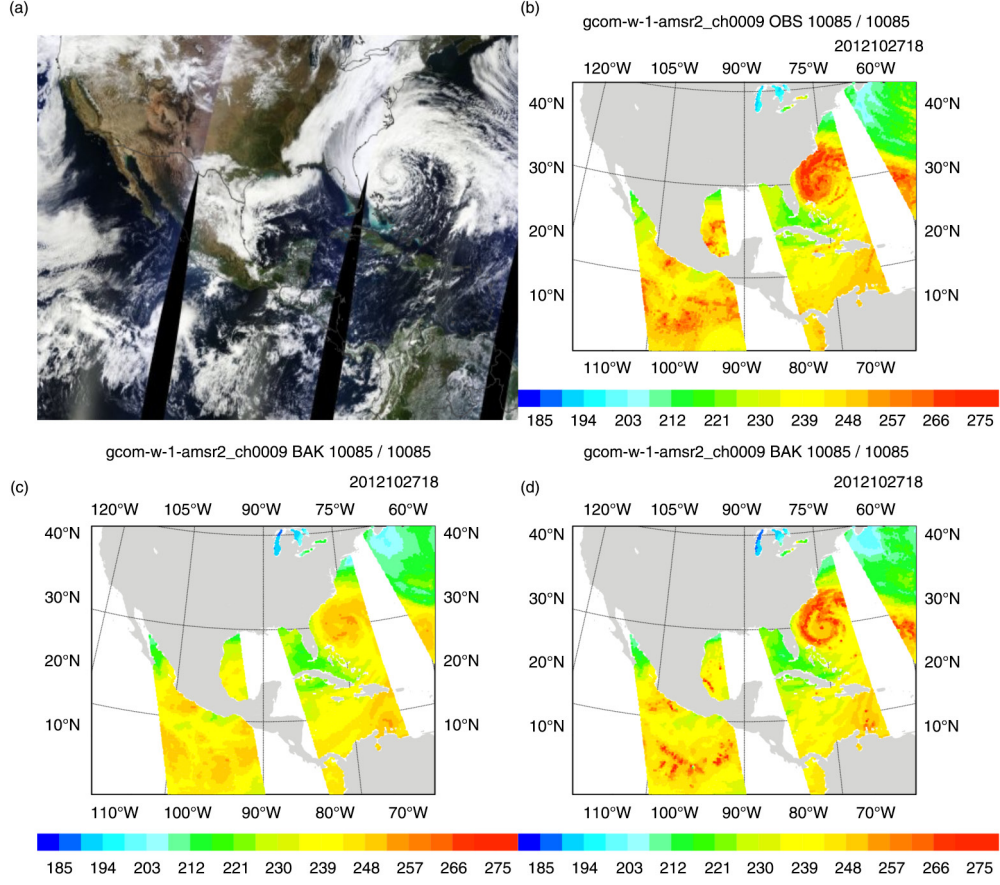 (a)
(b)
gcom-w-1-amsr2_ch0009 OBS 10085 / 10085
2012102718
120°W 105°W 90°W 75°W 60°W
40°N 40°N
30°N 30°N
20°N 20°N
10°N 10°N
110°W 100°W 90°W 80°W 70°W
185 194 203 212 221 230 239 248 257 266 275
gcom-w-1-amsr2_ch0009 BAK 10085 / 10085
(c)
2012102718
120°W 105°W 90°W 75°W 60°W
40°N 40°N
30°N 30°N
20°N 20°N
10°N 10°N
110°W 100°W 90°W 80°W 70°W
185 194 203 212 221 230 239 248 257 266 275
gcom-w-1-amsr2_ch0009 BAK 10085 / 10085
(d)
2012102718
120°W 105°W 90°W 75°W 60°W
40°N 40°N
30°N 30°N
20°N 20°N
10°N 10°N
110°W 100°W 90°W 80°W 70°W
185 194 203 212 221 230 239 248 257 266 275